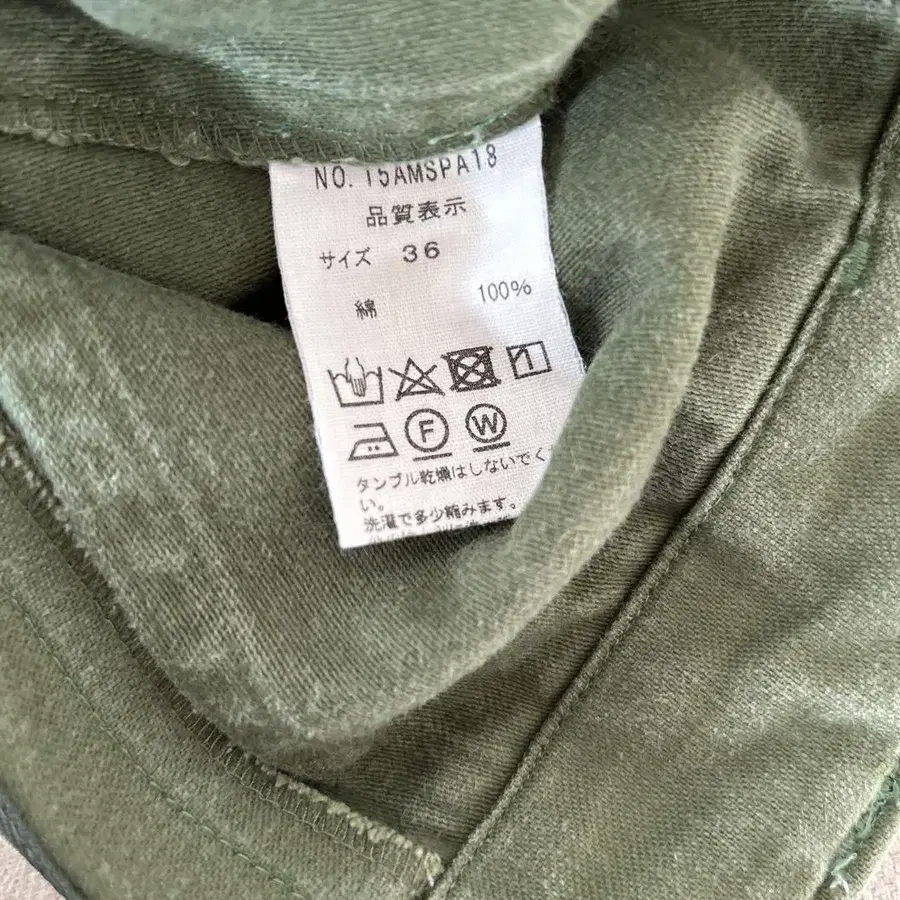 NO. 15AMSPA18
品質表示
サイズ 36
綿 100%
F W
タンブル乾燥はしないでく
い。
洗濯で多少縮みます。